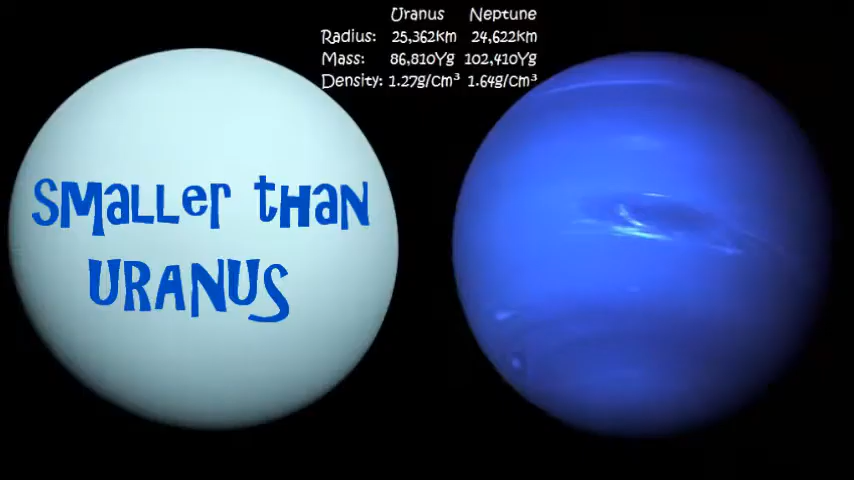 Uranus Neptune
Radius: 25,362km 24,622km
Mass: 86,810Yg 102,410Yg
Density: 1.27g/cm³ 1.64g/cm³
SMaLLer tHaN
URANUS